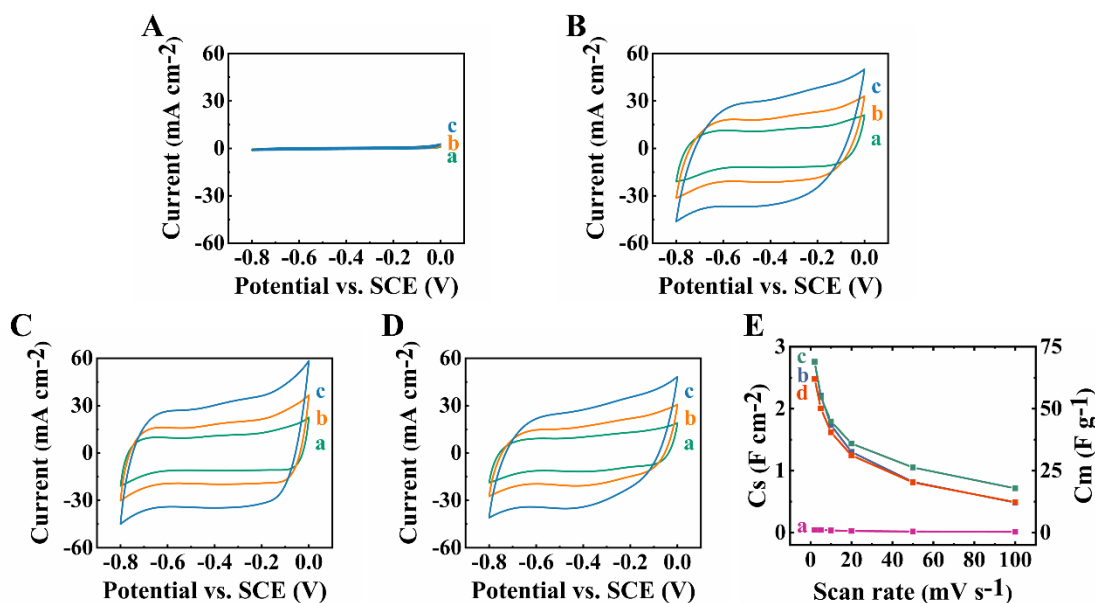 A
Current (mA cm-2)
60
30
0
-30
-60
c
b
a
-0.8 -0.6 -0.4 -0.2 0.0
Potential vs. SCE (V)
B
Current (mA cm-2)
60
30
0
-30
-60
c
b
a
-0.8 -0.6 -0.4 -0.2 0.0
Potential vs. SCE (V)
C
Current (mA cm-2)
60
30
0
-30
-60
c
b
a
-0.8 -0.6 -0.4 -0.2 0.0
Potential vs. SCE (V)
D
Current (mA cm-2)
60
30
0
-30
-60
c
b
a
-0.8 -0.6 -0.4 -0.2 0.0
Potential vs. SCE (V)
E
Cs (F cm-2)
3
2
1
0
c
b
d
a
75
50
25
0
Cm (F g-1)
0 20 40 60 80 100
Scan rate (mV s-1)